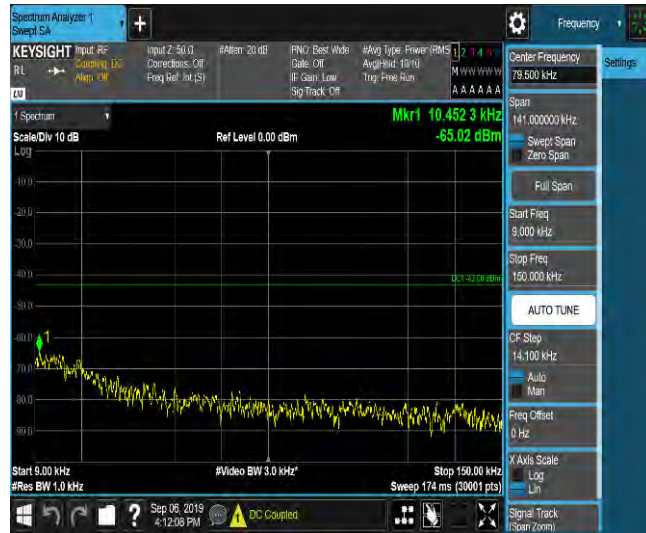 Spectrum Analyzer 1
Swept SA
+
Frequency
KEYSIGHT
Input: RF
Coupling: DC
Align: Off
RL
Input Z: 50 Ω
Corrections: Off
Freq Ref: Int (S)
#Atten: 20 dB
PNO: Best Wide
Gate: Off
IF Gain: Low
Sig Track: Off
#Avg Type: Power (RMS
Avg|Hold: 10/10
Trig: Free Run
M W W W W W
A A A A A A
LW
1 Spectrum
Scale/Div 10 dB
Log
Ref Level 0.00 dBm
Mkr1 10.452 3 kHz
-65.02 dBm
-10.0
-20.0
-30.0
-40.0
-50.0
-60.0
-70.0
-80.0
-90.0
DL1 -43.00 dBm
1
Start 9.00 kHz
#Res BW 1.0 kHz
#Video BW 3.0 kHz*
Stop 150.00 kHz
Sweep 174 ms (30001 pts)
Settings
Center Frequency
79.500 kHz
Span
141.000000 kHz
Swept Span
Zero Span
Full Span
Start Freq
9.000 kHz
Stop Freq
150.000 kHz
AUTO TUNE
CF Step
14.100 kHz
Auto
Man
Freq Offset
0 Hz
X Axis Scale
Log
Lin
Signal Track
(Span Zoom)
?
Sep 06, 2019
4:12:08 PM
DC Coupled